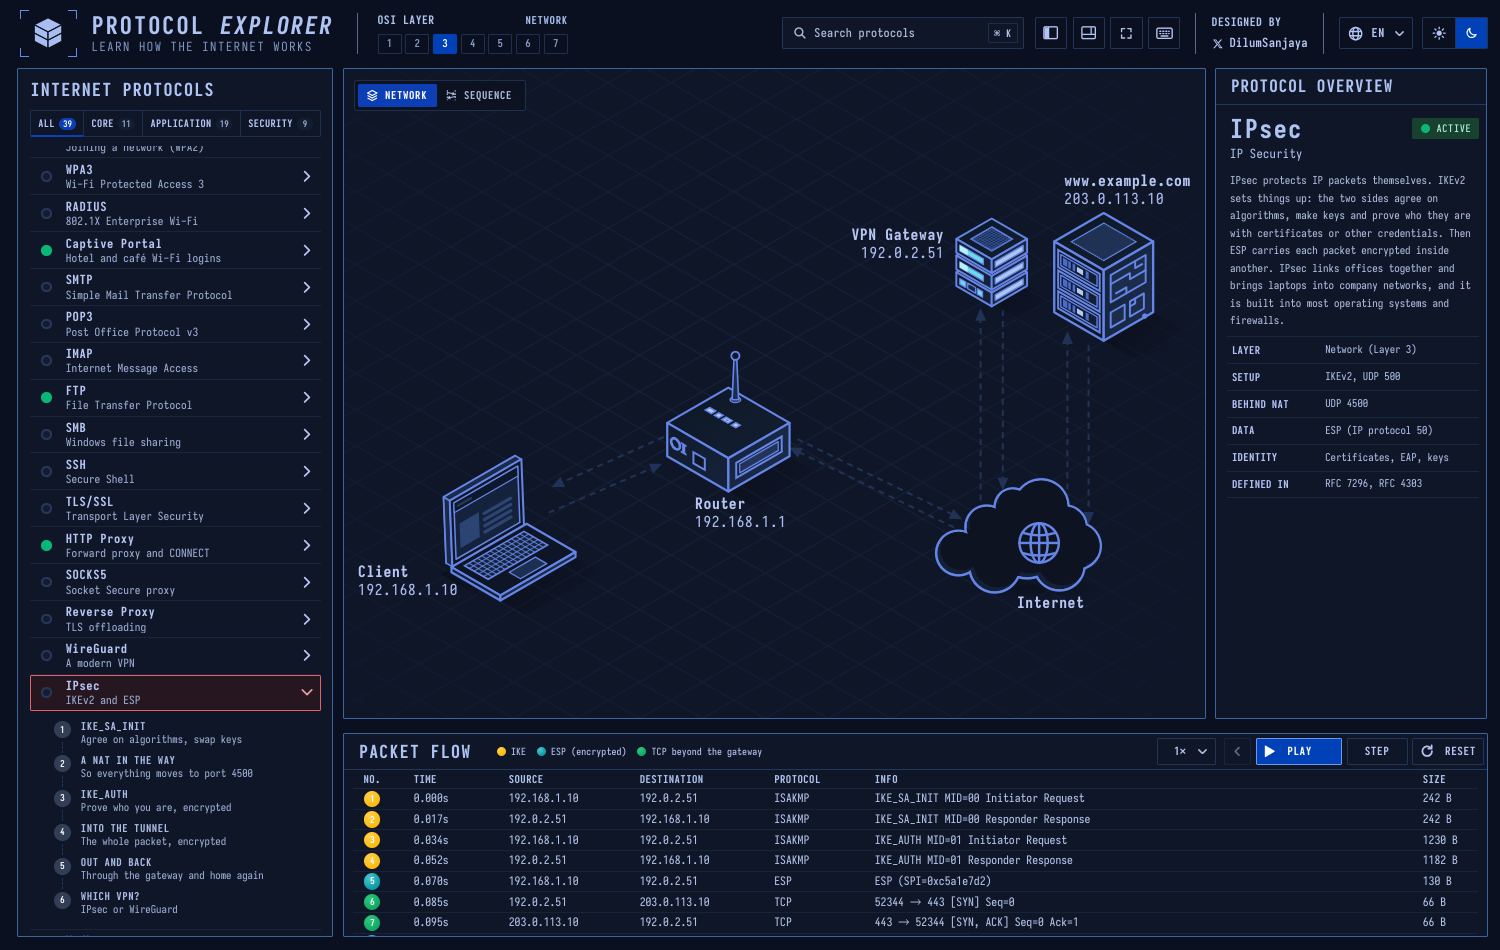 PROTOCOL EXPLORER
LEARN HOW THE INTERNET WORKS
OSI LAYER NETWORK
1 2 3 4 5 6 7
Search protocols ⌘ K
DESIGNED BY
DilumSanjaya
EN
INTERNET PROTOCOLS
ALL 39 CORE 11 APPLICATION 19 SECURITY 9
Joining a network (WPA2)
WPA3
Wi-Fi Protected Access 3
RADIUS
802.1X Enterprise Wi-Fi
Captive Portal
Hotel and café Wi-Fi logins
SMTP
Simple Mail Transfer Protocol
POP3
Post Office Protocol v3
IMAP
Internet Message Access
FTP
File Transfer Protocol
SMB
Windows file sharing
SSH
Secure Shell
TLS/SSL
Transport Layer Security
HTTP Proxy
Forward proxy and CONNECT
SOCKS5
Socket Secure proxy
Reverse Proxy
TLS offloading
WireGuard
A modern VPN
IPsec
IKEv2 and ESP
1 IKE_SA_INIT
Agree on algorithms, swap keys
2 A NAT IN THE WAY
So everything moves to port 4500
3 IKE_AUTH
Prove who you are, encrypted
4 INTO THE TUNNEL
The whole packet, encrypted
5 OUT AND BACK
Through the gateway and home again
6 WHICH VPN?
IPsec or WireGuard
NETWORK SEQUENCE
www.example.com
203.0.113.10
VPN Gateway
192.0.2.51
Router
192.168.1.1
Client
192.168.1.10
Internet
PROTOCOL OVERVIEW
IPsec ACTIVE
IP Security
IPsec protects IP packets themselves. IKEv2
sets things up: the two sides agree on
algorithms, make keys and prove who they are
with certificates or other credentials. Then
ESP carries each packet encrypted inside
another. IPsec links offices together and
brings laptops into company networks, and it
is built into most operating systems and
firewalls.
LAYER Network (Layer 3)
SETUP IKEv2, UDP 500
BEHIND NAT UDP 4500
DATA ESP (IP protocol 50)
IDENTITY Certificates, EAP, keys
DEFINED IN RFC 7296, RFC 4303
PACKET FLOW IKE ESP (encrypted) TCP beyond the gateway 1× PLAY STEP RESET
NO. TIME SOURCE DESTINATION PROTOCOL INFO SIZE
1 0.000s 192.168.1.10 192.0.2.51 ISAKMP IKE_SA_INIT MID=00 Initiator Request 242 B
2 0.017s 192.0.2.51 192.168.1.10 ISAKMP IKE_SA_INIT MID=00 Responder Response 242 B
3 0.034s 192.168.1.10 192.0.2.51 ISAKMP IKE_AUTH MID=01 Initiator Request 1230 B
4 0.052s 192.0.2.51 192.168.1.10 ISAKMP IKE_AUTH MID=01 Responder Response 1182 B
5 0.070s 192.168.1.10 192.0.2.51 ESP ESP (SPI=0xc5a1e7d2) 130 B
6 0.085s 192.0.2.51 203.0.113.10 TCP 52344 → 443 [SYN] Seq=0 66 B
7 0.095s 203.0.113.10 192.0.2.51 TCP 443 → 52344 [SYN, ACK] Seq=0 Ack=1 66 B